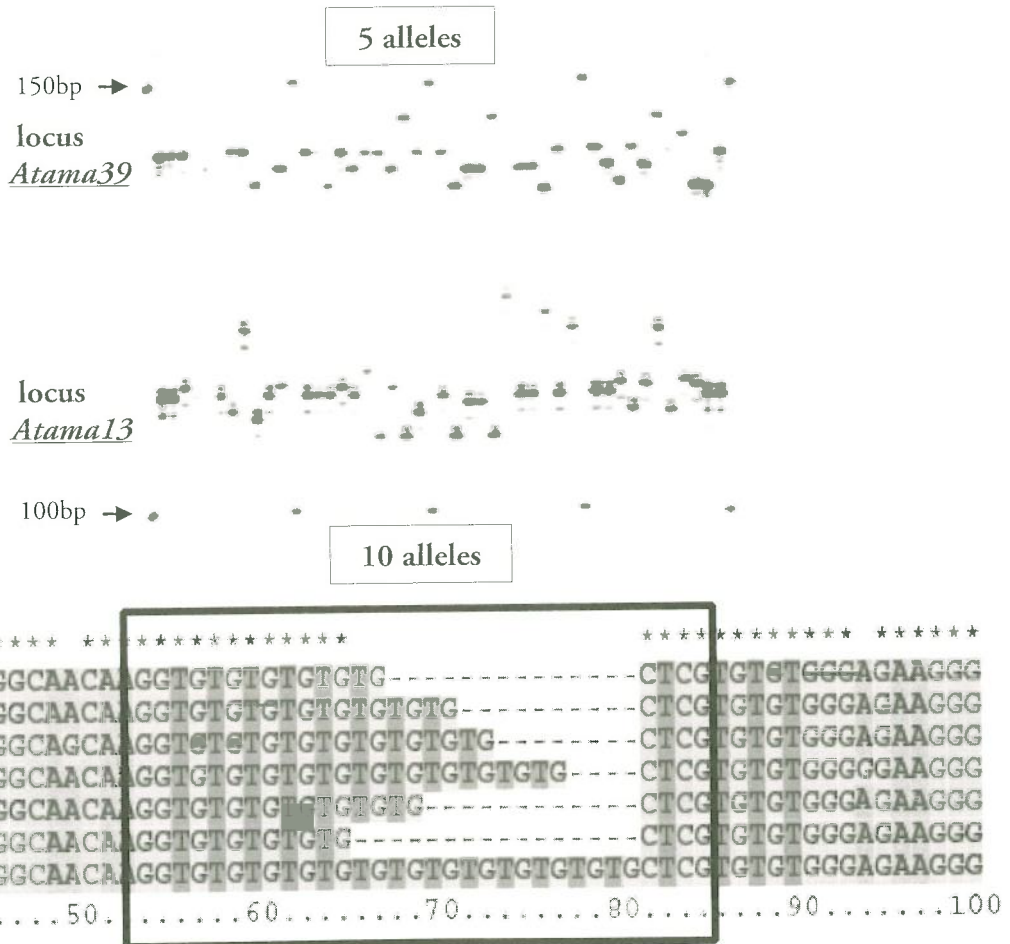 5 alleles
150bp
locus
Atama39
locus
Atama13
100bp
10 alleles
**** ***************                ************ ******
GGCAACAAGGTGTGTGTGTGTG--------------CTCGTGTGTGGGAGAAGGG
GGCAACAAGGTGTGTGTGTGTGTGTG----------CTCGTGTGTGGGAGAAGGG
GGCAGCAAGGTGTGTGTGTGTGTGTGTG--------CTCGTGTGTGGGAGAAGGG
GGCAACAAGGTGTGTGTGTGTGTGTGTGTGTG----CTCGTGTGTGGGGGAAGGG
GGCAACAAGGTGTGTGTGTGTGTG------------CTCGTGTGTGGGAGAAGGG
GGCAACAAGGTGTGTGTGTG----------------CTCGTGTGTGGGAGAAGGG
GGCAACAAGGTGTGTGTGTGTGTGTGTGTGTGTGTGCTCGTGTGTGGGAGAAGGG
....50........60........70........80........90.......100